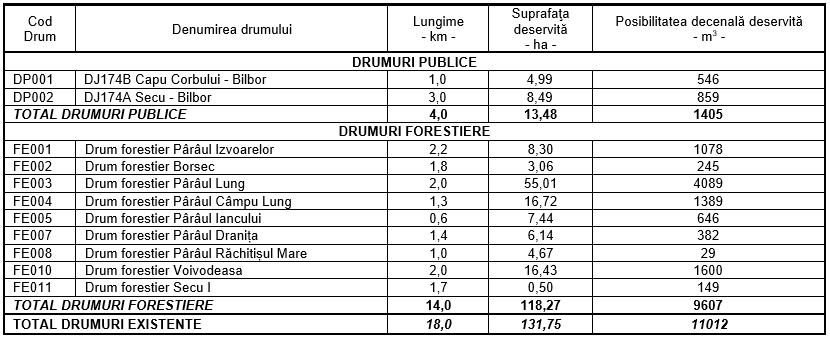 Cod Drum Denumirea drumului Lungime - km - Suprafaţa deservită - ha - Posibilitatea decenală deservită - m³ -
DRUMURI PUBLICE
DP001 DJ174B Capu Corbului - Bilbor 1,0 4,99 546
DP002 DJ174A Secu - Bilbor 3,0 8,49 859
TOTAL DRUMURI PUBLICE 4,0 13,48 1405
DRUMURI FORESTIERE
FE001 Drum forestier Pârâul Izvoarelor 2,2 8,30 1078
FE002 Drum forestier Borsec 1,8 3,06 245
FE003 Drum forestier Pârâul Lung 2,0 55,01 4089
FE004 Drum forestier Pârâul Câmpu Lung 1,3 16,72 1389
FE005 Drum forestier Pârâul Iancului 0,6 7,44 646
FE007 Drum forestier Pârâul Dranița 1,4 6,14 382
FE008 Drum forestier Pârâul Răchitișul Mare 1,0 4,67 29
FE010 Drum forestier Voivodeasa 2,0 16,43 1600
FE011 Drum forestier Secu I 1,7 0,50 149
TOTAL DRUMURI FORESTIERE 14,0 118,27 9607
TOTAL DRUMURI EXISTENTE 18,0 131,75 11012